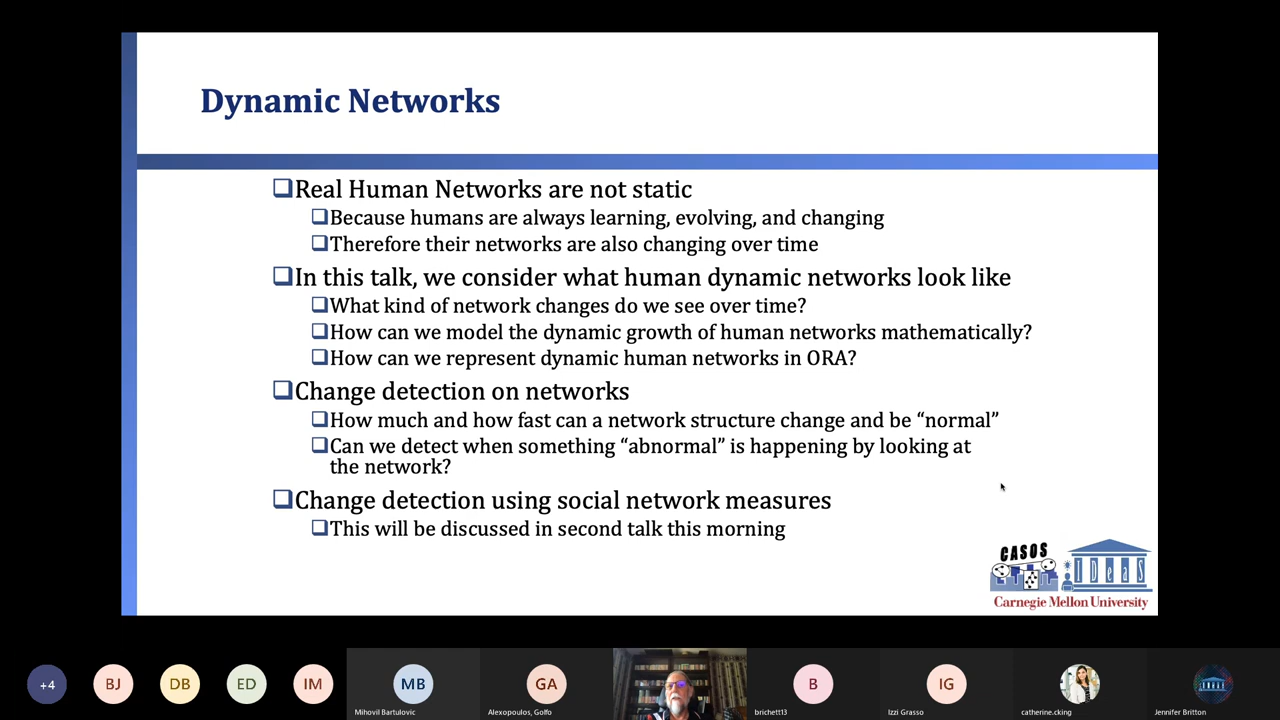 Dynamic Networks
Real Human Networks are not static
Because humans are always learning, evolving, and changing
Therefore their networks are also changing over time
In this talk, we consider what human dynamic networks look like
What kind of network changes do we see over time?
How can we model the dynamic growth of human networks mathematically?
How can we represent dynamic human networks in ORA?
Change detection on networks
How much and how fast can a network structure change and be “normal”
Can we detect when something “abnormal” is happening by looking at
the network?
Change detection using social network measures
This will be discussed in second talk this morning
CASOS
IDeaS
Carnegie Mellon University
+4
BJ
DB
ED
IM
MB
GA
B
IG
Mihovil Bartulovic
Alexopoulos, Golfo
brichett13
Izzi Grasso
catherine.cking
Jennifer Britton